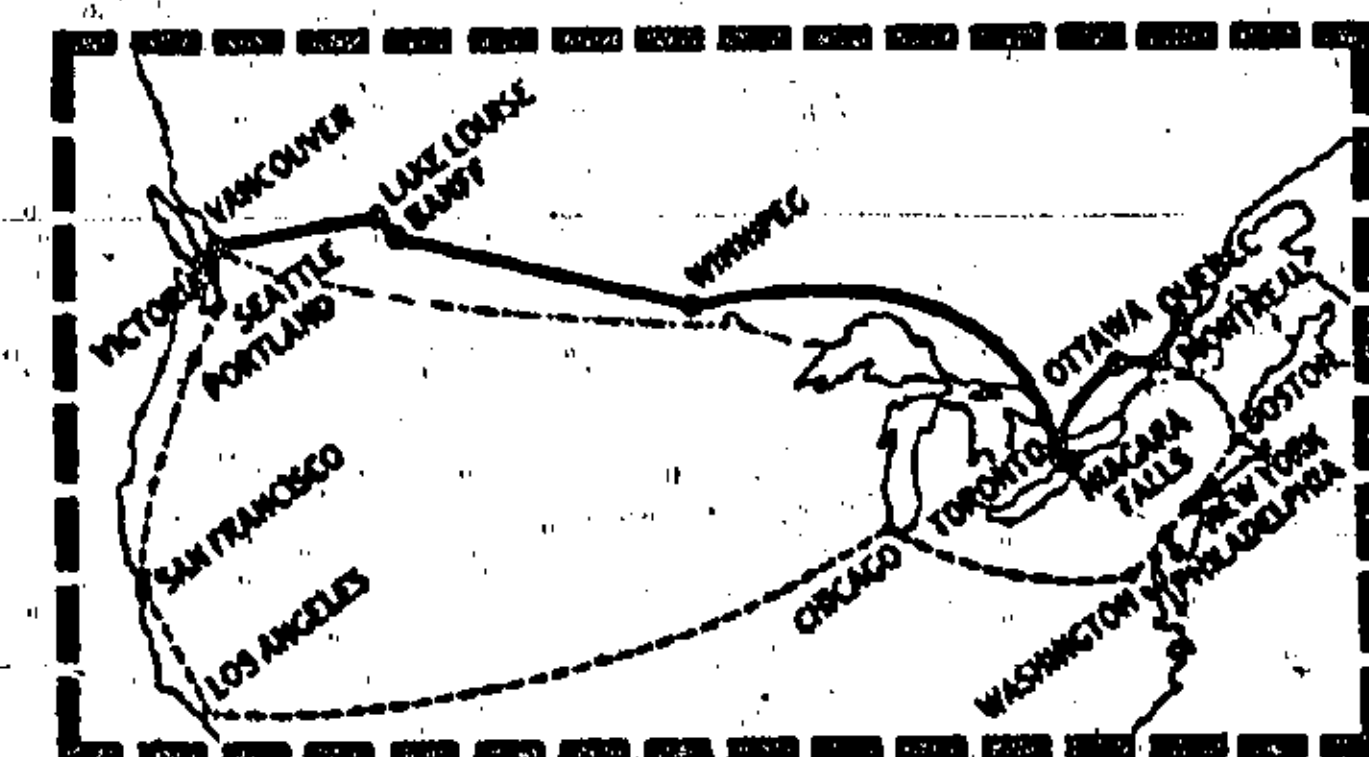 VANCOUVER
LAKE LOUISE
BANFF
WINNIPEG
VICTORIA
SEATTLE
PORTLAND
OTTAWA
QUEBEC
MONTREAL
BOSTON
SAN FRANCISCO
TORONTO
NIAGARA
FALLS
NEW YORK
PHILADELPHIA
LOS ANGELES
CHICAGO
WASHINGTON